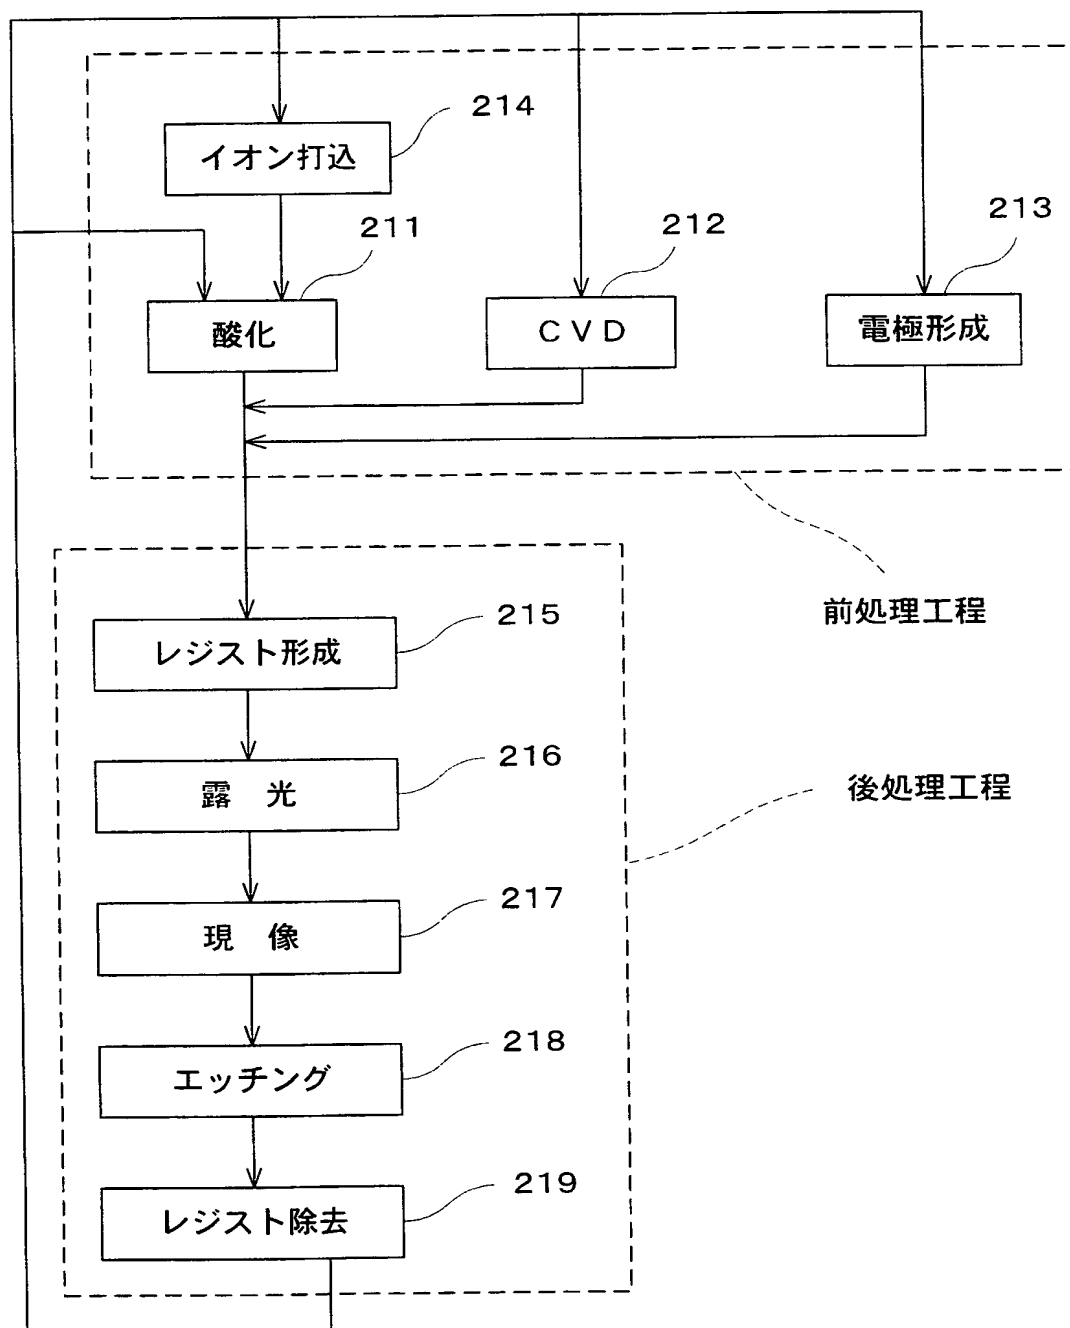 214
イオン打込
211
酸化
212
CVD
213
電極形成
前処理工程
215
レジスト形成
216
露 光
後処理工程
217
現 像
218
エッチング
219
レジスト除去